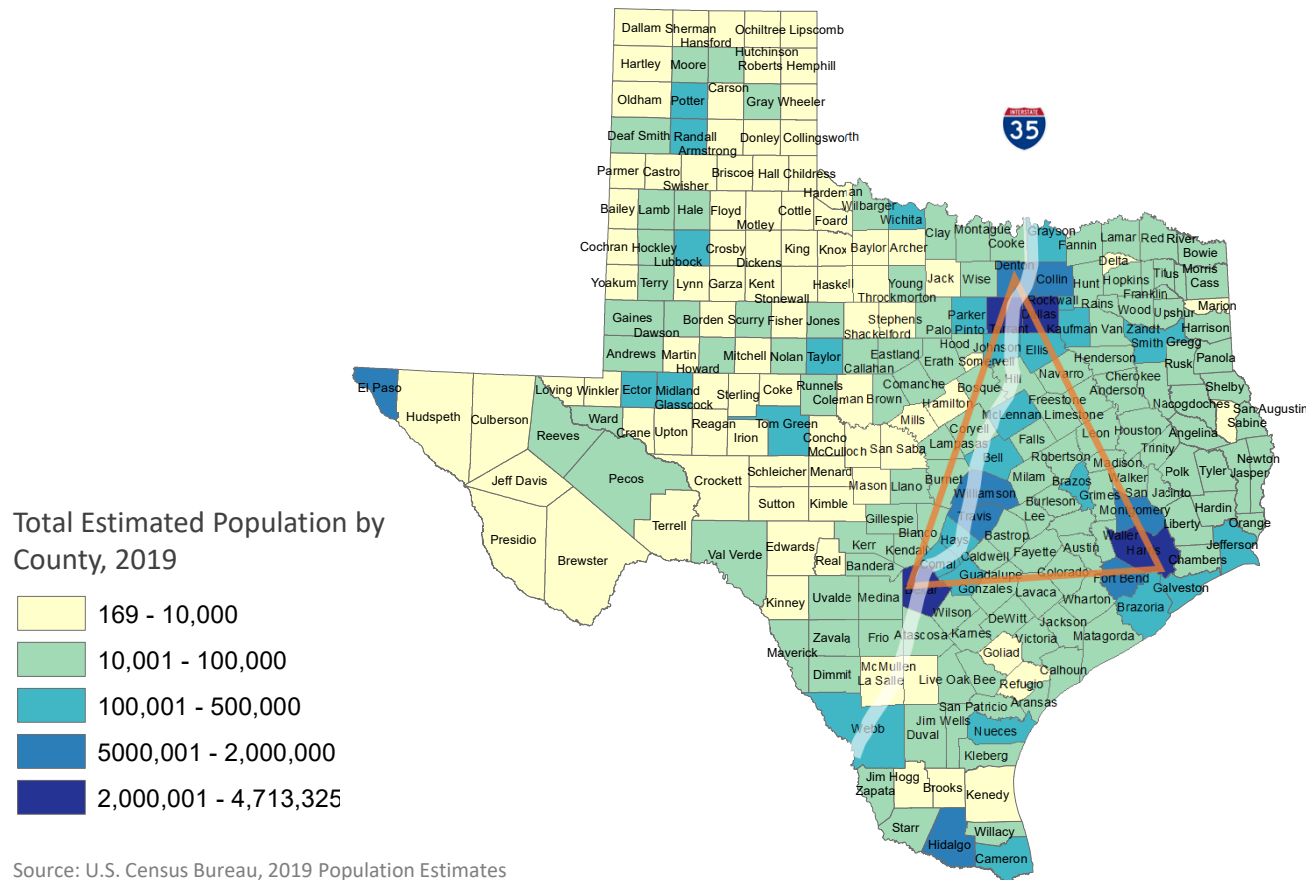 Dallam Sherman Ochiltree Lipscomb
Hansford
Hutchinson
Hartley Moore Roberts Hemphill
Carson
Oldham Potter Gray Wheeler
INTERSTATE
35
Deaf Smith Randall Donley Collingsworth
Armstrong
Parmer Castro Briscoe Hall Childress
Swisher Hardeman
Wilbarger
Bailey Lamb Hale Floyd Cottle Foard Wichita
Motley
Clay Montague Grayson
Cooke Fannin Lamar Red River
Bowie
Cochran Hockley Crosby King Knox Baylor Archer
Lubbock Dickens
Denton Collin Delta
Yoakum Terry Lynn Garza Kent Haskell Young Jack Wise Hunt Hopkins Titus Morris
Cass
Stonewall Throckmorton Franklin
Rockwall Rains Wood Upshur Marion
Gaines Borden Scurry Fisher Jones Stephens Parker Dallas
Dawson Shackelford Palo Pinto Tarrant Kaufman Van Zandt Harrison
Smith Gregg
Andrews Martin Mitchell Nolan Taylor Eastland Hood Johnson Ellis Henderson Rusk Panola
Howard Callahan Erath Somervell Navarro Cherokee
El Paso Loving Winkler Ector Midland Sterling Coke Runnels Comanche Bosque Hill Anderson Shelby
Glasscock Coleman Brown Hamilton Freestone Nacogdoches San Augustin
Hudspeth Culberson Ward Reagan Tom Green Mills McLennan Limestone Sabine
Reeves Crane Upton Irion Concho Coryell Leon Houston Angelina
McCulloch San Saba Lampasas Falls Trinity Newton
Jeff Davis Pecos Schleicher Menard Bell Robertson Madison Polk Tyler Jasper
Crockett Mason Llano Burnet Milam Brazos Walker
Williamson Grimes San Jacinto
Sutton Kimble Burleson Montgomery Hardin
Total Estimated Population by
County, 2019
Presidio Brewster Terrell Gillespie Travis Lee Liberty Orange
Blanco Bastrop Waller
Val Verde Edwards Kerr Kendall Hays Caldwell Fayette Austin Harris Jefferson
Real Bandera Comal Chambers
Guadalupe Colorado Fort Bend
Kinney Uvalde Medina Bexar Gonzales Lavaca Galveston
Wilson Wharton Brazoria
169 - 10,000
DeWitt Jackson
Zavala Frio Atascosa Karnes Victoria Matagorda
Maverick Goliad
10,001 - 100,000
McMullen Calhoun
Dimmit La Salle Live Oak Bee Refugio
100,001 - 500,000
San Patricio Aransas
Webb Jim Wells Nueces
Duval
5000,001 - 2,000,000
Kleberg
Jim Hogg
Zapata Brooks Kenedy
2,000,001 - 4,713,325
Starr Willacy
Hidalgo
Cameron
Source: U.S. Census Bureau, 2019 Population Estimates